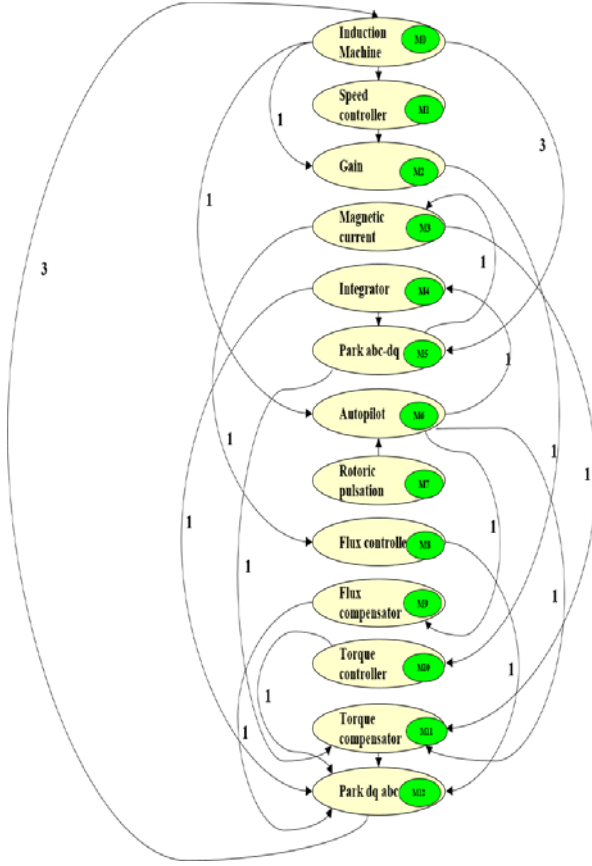 Induction
Machine
M0
Speed
controller
M1
1
Gain
M2
3
1
Magnetic
current
M3
3
1
Integrator
M4
Park abc-dq
M5
1
Autopilot
M6
1
1
1
Rotoric
pulsation
M7
1
1
1
Flux controlle
M8
1
Flux
compensator
M9
1
Torque
controller
M10
1
1
Torque
compensator
M11
1
Park dq abc
M12